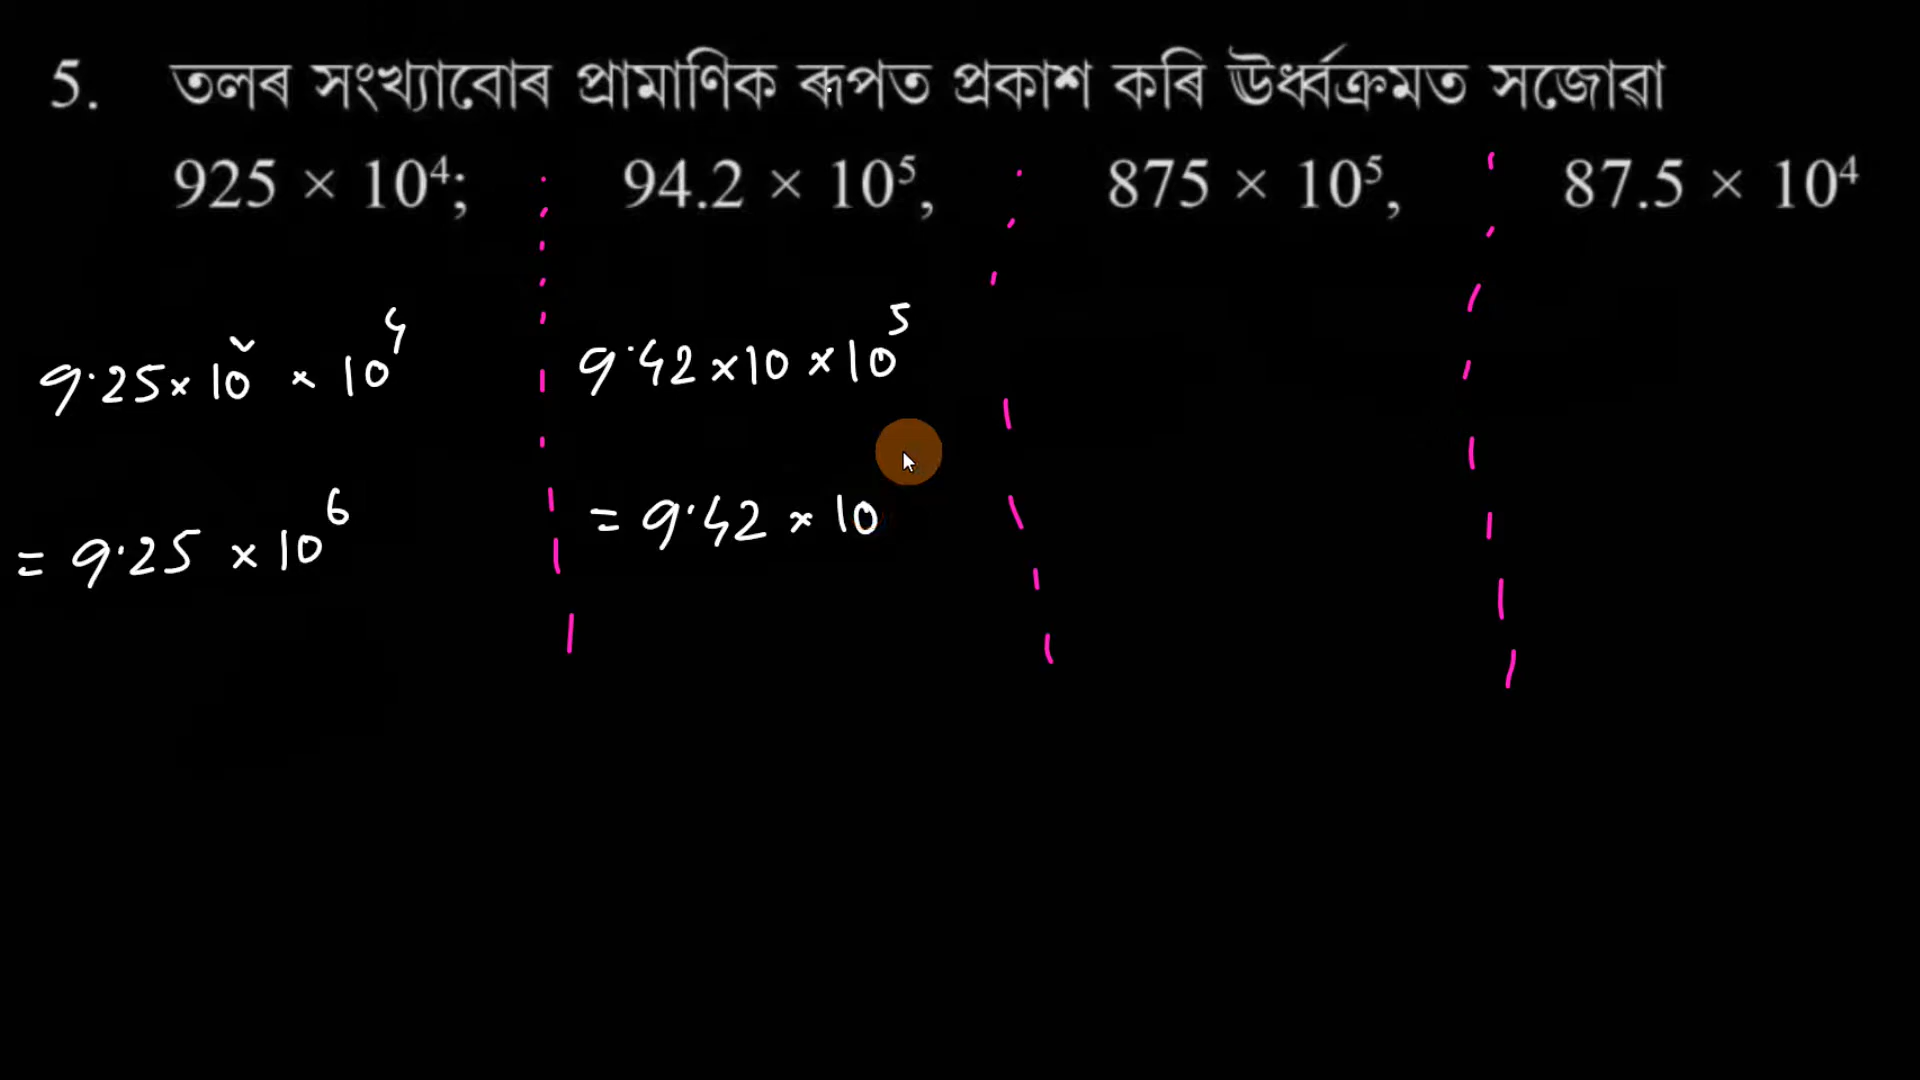 5. তলৰ সংখ্যাবোৰ প্ৰামাণিক ৰূপত প্ৰকাশ কৰি ঊৰ্ধ্বক্ৰমত সজোৱা
925 × 10⁴; 94.2 × 10⁵, 875 × 10⁵, 87.5 × 10⁴
9.25 × 10² × 10⁴
= 9.25 × 10⁶
9.42 × 10 × 10⁵
= 9.42 × 10